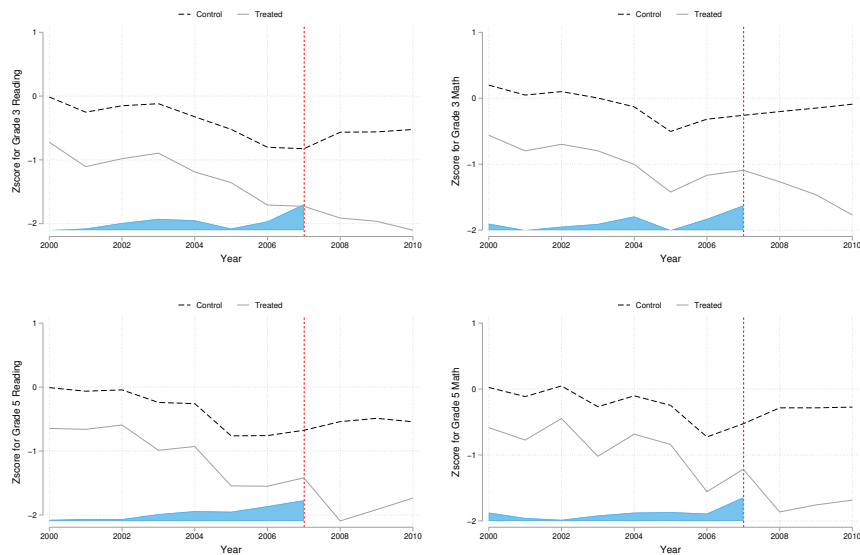 Control Treated
Zscore for Grade 3 Reading
1
0
−1
−2
2000 2002 2004 2006 2008 2010
Year
Control Treated
Zscore for Grade 3 Math
1
0
−1
−2
2000 2002 2004 2006 2008 2010
Year
Control Treated
Zscore for Grade 5 Reading
1
0
−1
−2
2000 2002 2004 2006 2008 2010
Year
Control Treated
Zscore for Grade 5 Math
1
0
−1
−2
2000 2002 2004 2006 2008 2010
Year